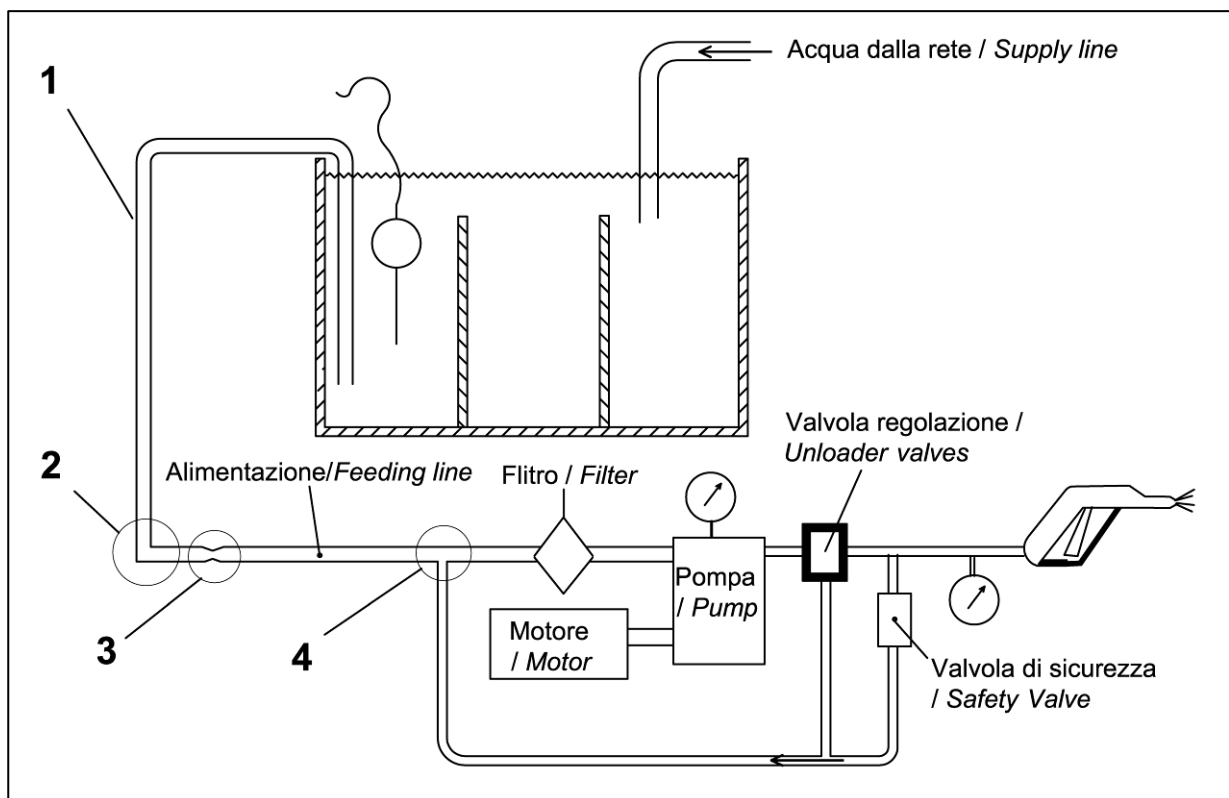 Acqua dalla rete / Supply line
1
Valvola regolazione /
Unloader valves
2
Alimentazione/Feeding line
Flitro / Filter
3
4
Pompa
/ Pump
Motore
/ Motor
Valvola di sicurezza
/ Safety Valve